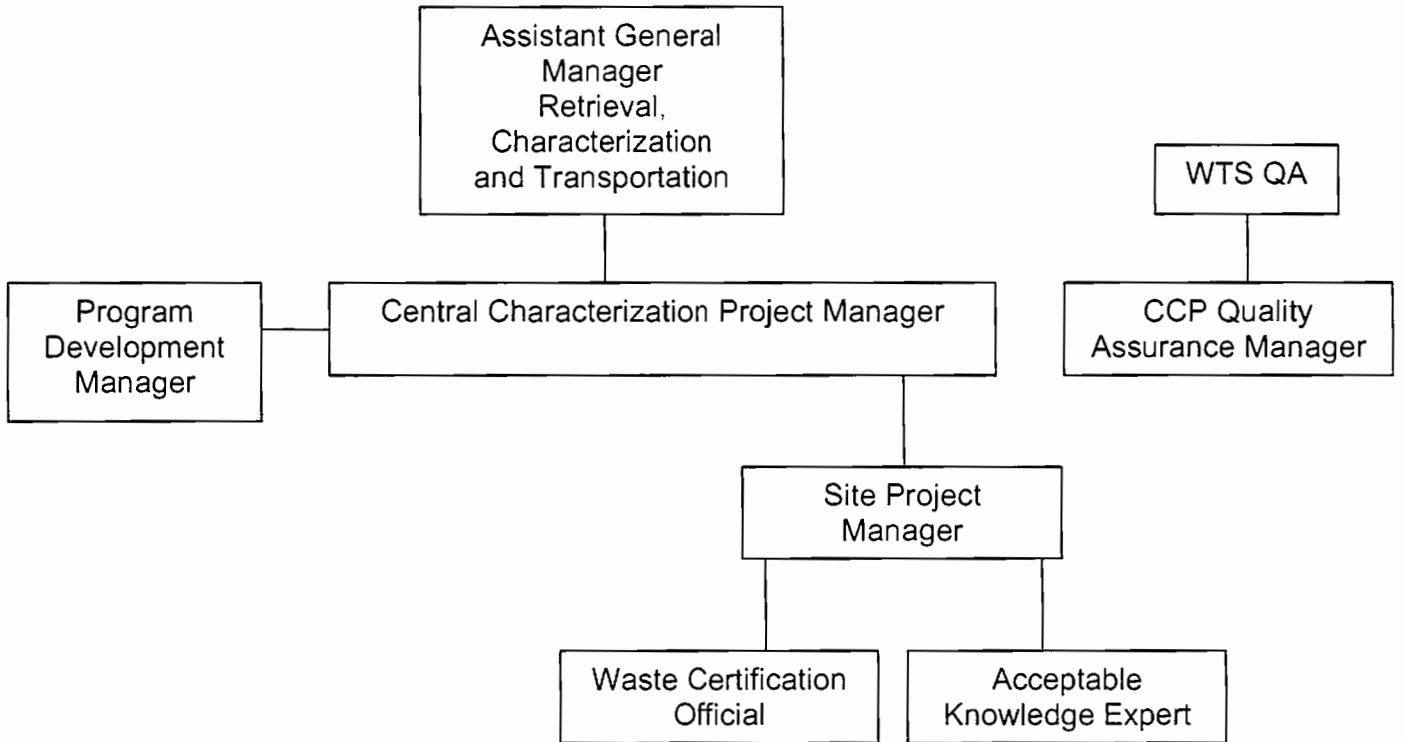 Assistant General
Manager
Retrieval,
Characterization
and Transportation
WTS QA
Program
Development
Manager
Central Characterization Project Manager
CCP Quality
Assurance Manager
Site Project
Manager
Waste Certification
Official
Acceptable
Knowledge Expert